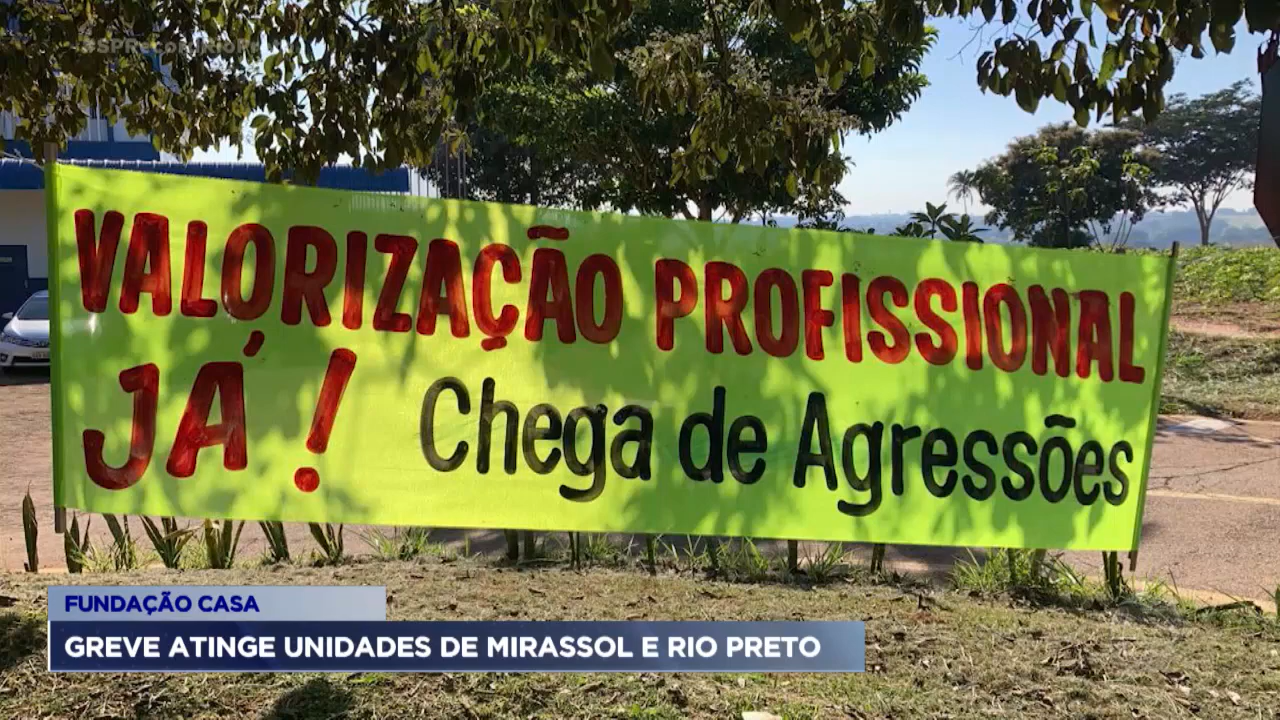 VALORIZAÇÃO PROFISSIONAL
JÁ! Chega de Agressões
FUNDAÇÃO CASA
GREVE ATINGE UNIDADES DE MIRASSOL E RIO PRETO